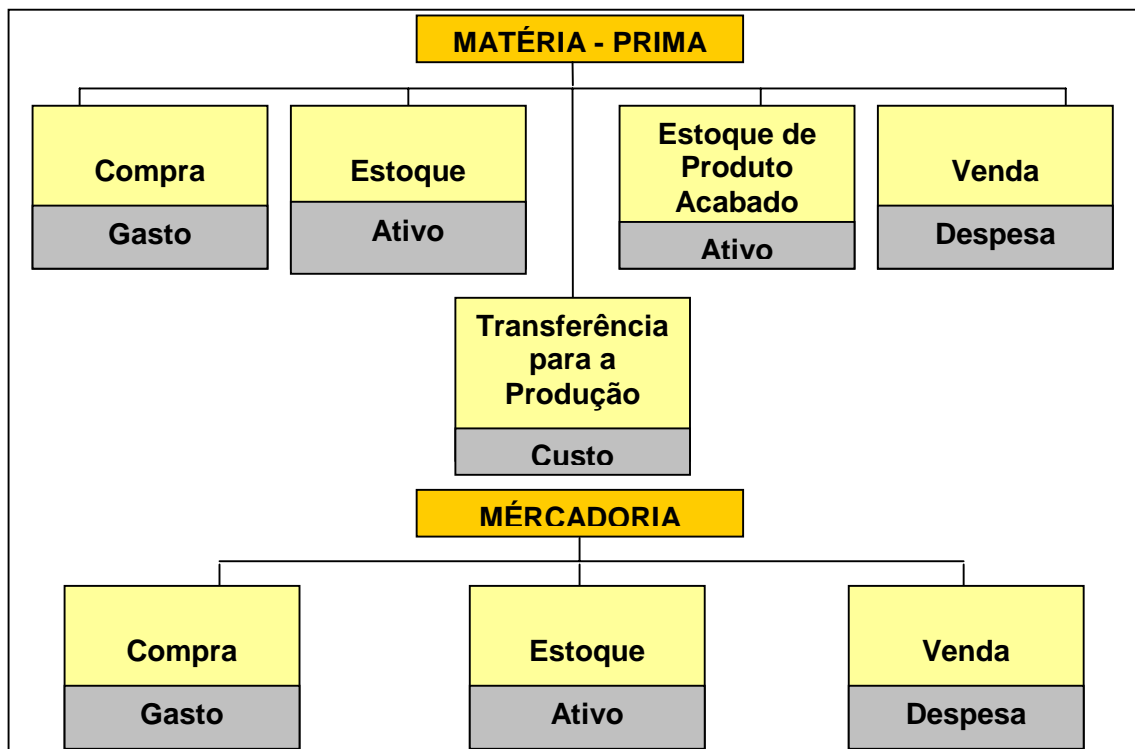 MATÉRIA - PRIMA
Compra
Gasto
Estoque
Ativo
Estoque de
Produto
Acabado
Ativo
Venda
Despesa
Transferência
para a
Produção
Custo
MÉRCADORIA
Compra
Gasto
Estoque
Ativo
Venda
Despesa